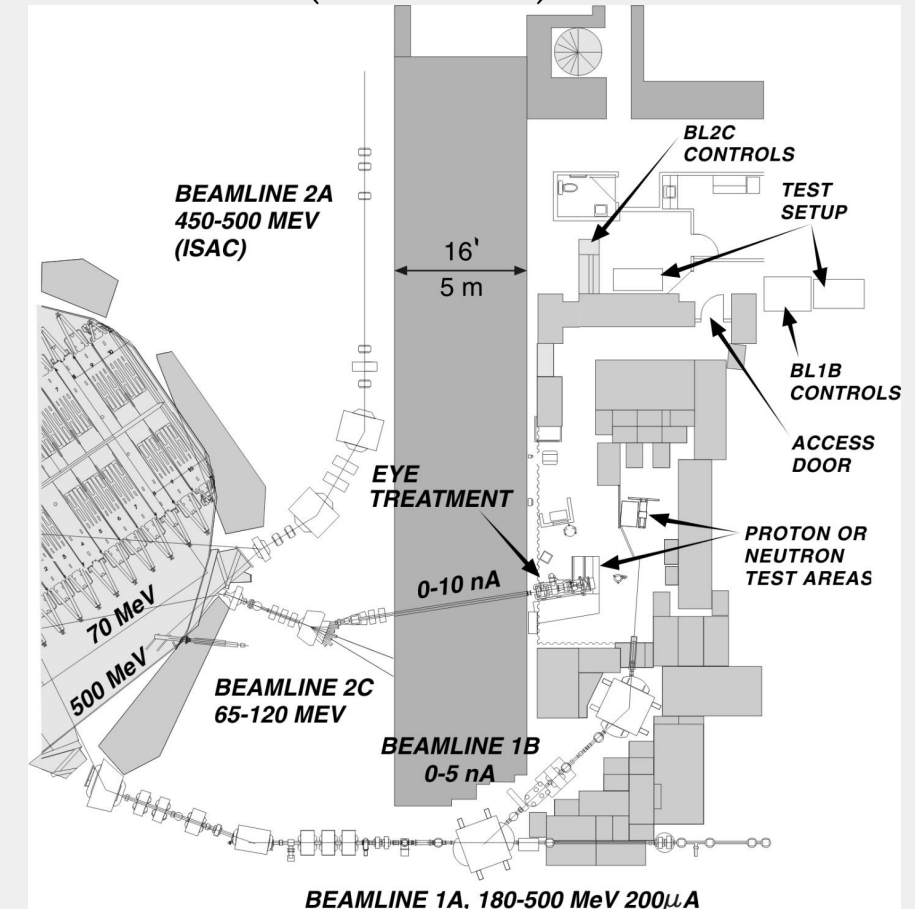 BL2C
CONTROLS
BEAMLINE 2A
450-500 MEV
(ISAC)
TEST
SETUP
16'
5 m
BL1B
CONTROLS
ACCESS
DOOR
EYE
TREATMENT
PROTON OR
NEUTRON
TEST AREAS
0-10 nA
70 MeV
500 MeV
BEAMLINE 2C
65-120 MEV
BEAMLINE 1B
0-5 nA
BEAMLINE 1A, 180-500 MeV 200μA